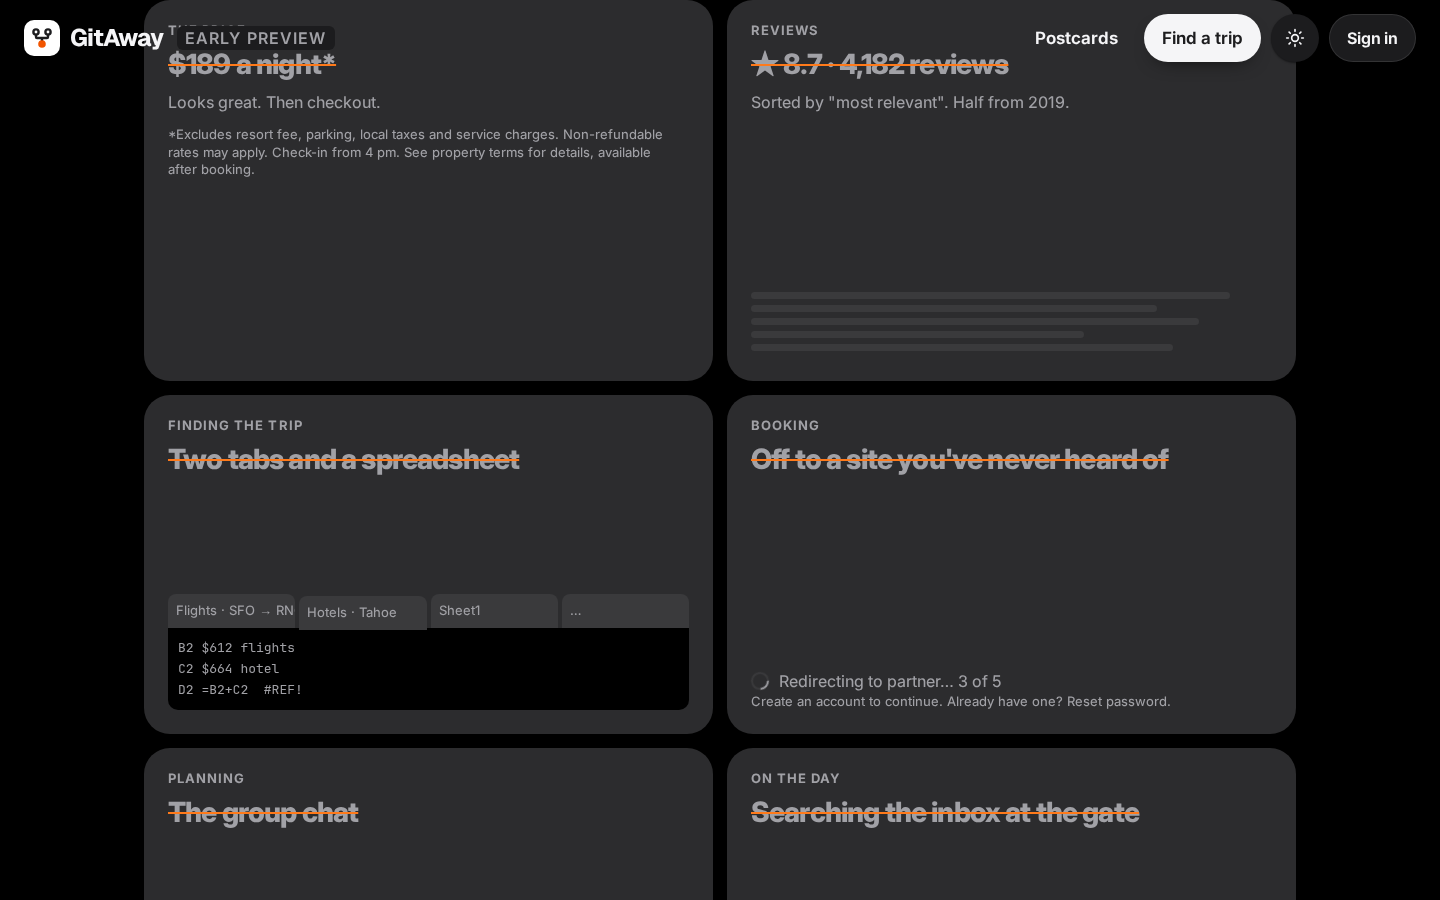 GitAway
EARLY PREVIEW
Postcards
Find a trip
Sign in
$189 a night*
Looks great. Then checkout.
*Excludes resort fee, parking, local taxes and service charges. Non-refundable
rates may apply. Check-in from 4 pm. See property terms for details, available
after booking.
REVIEWS
★ 8.7 · 4,182 reviews
Sorted by "most relevant". Half from 2019.
FINDING THE TRIP
Two tabs and a spreadsheet
Flights · SFO → RN
Hotels · Tahoe
Sheet1
...
B2 $612 flights
C2 $664 hotel
D2 =B2+C2  #REF!
BOOKING
Off to a site you've never heard of
Redirecting to partner... 3 of 5
Create an account to continue. Already have one? Reset password.
PLANNING
The group chat
ON THE DAY
Searching the inbox at the gate